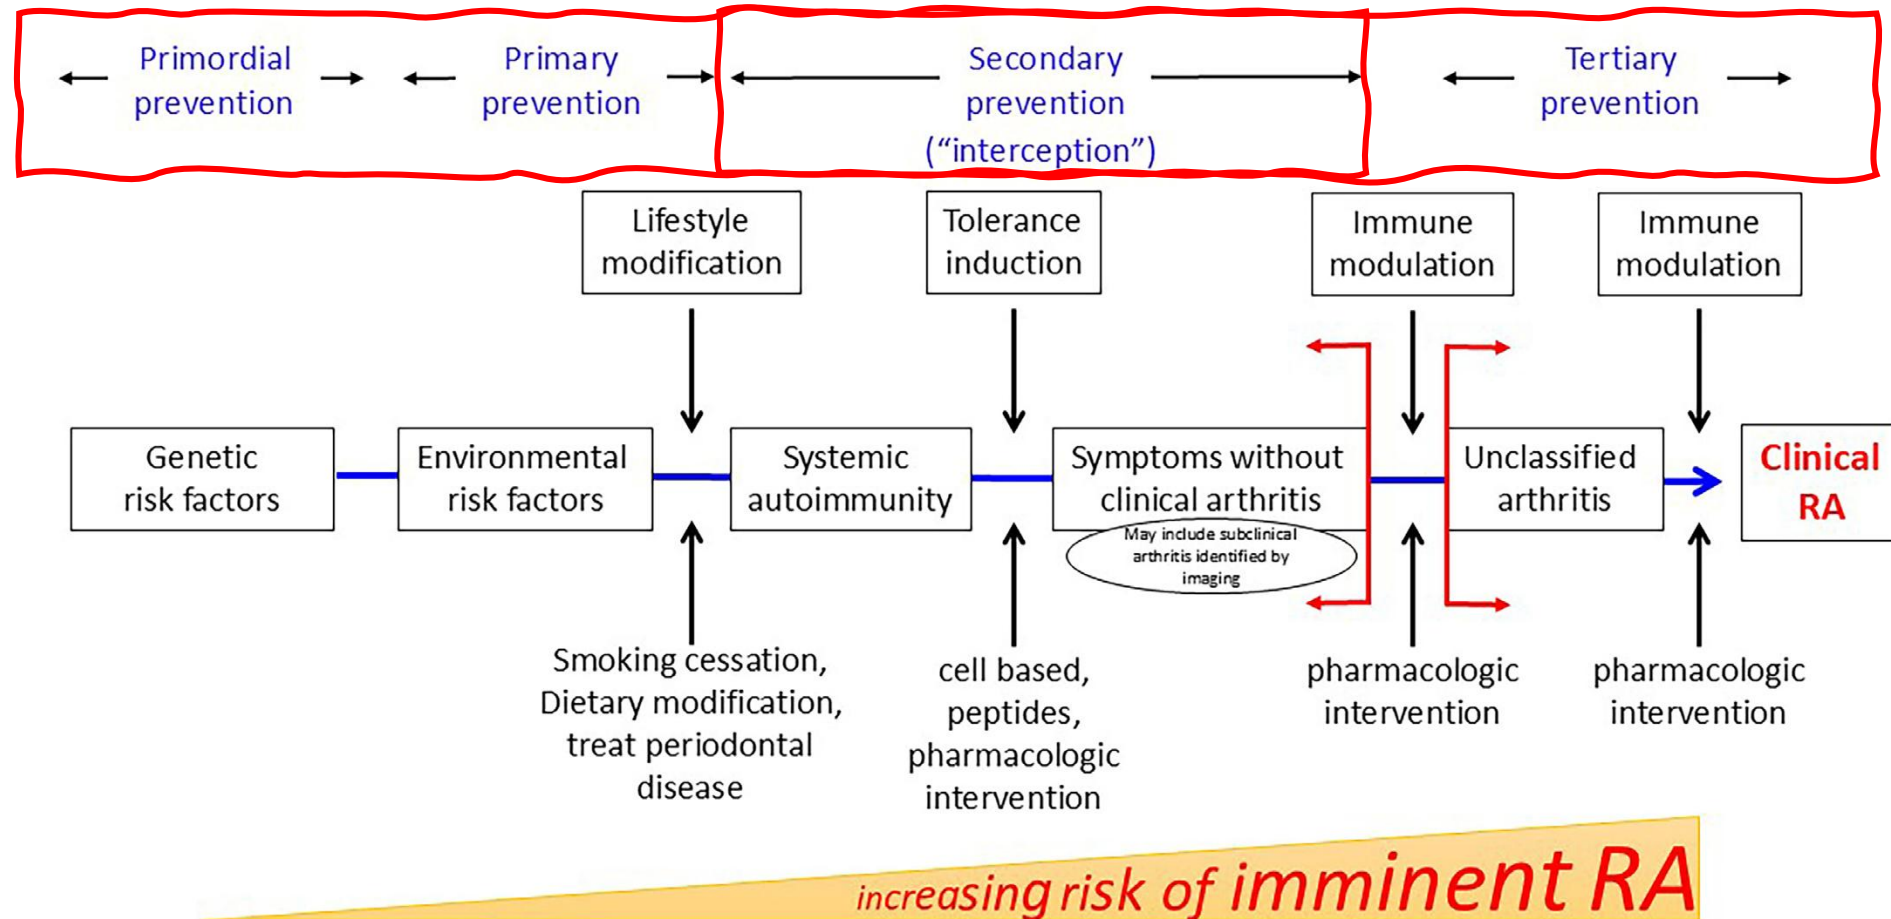 Primordial
prevention
Primary
prevention
Secondary
prevention
(“interception”)
Tertiary
prevention
Lifestyle
modification
Tolerance
induction
Immune
modulation
Immune
modulation
Genetic
risk factors
Environmental
risk factors
Systemic
autoimmunity
Symptoms without
clinical arthritis
May include subclinical
arthritis identified by
imaging
Unclassified
arthritis
Clinical
RA
Smoking cessation,
Dietary modification,
treat periodontal
disease
cell based,
peptides,
pharmacologic
intervention
pharmacologic
intervention
pharmacologic
intervention
increasing risk of imminent RA